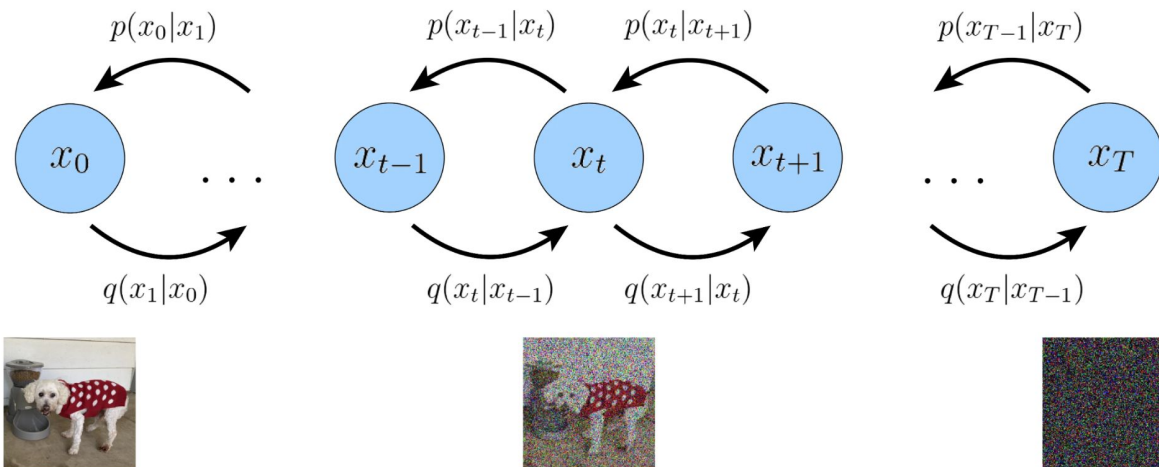 p(x_0|x_1) p(x_{t-1}|x_t) p(x_t|x_{t+1}) p(x_{T-1}|x_T)
x_0 ... x_{t-1} x_t x_{t+1} ... x_T
q(x_1|x_0) q(x_t|x_{t-1}) q(x_{t+1}|x_t) q(x_T|x_{T-1})